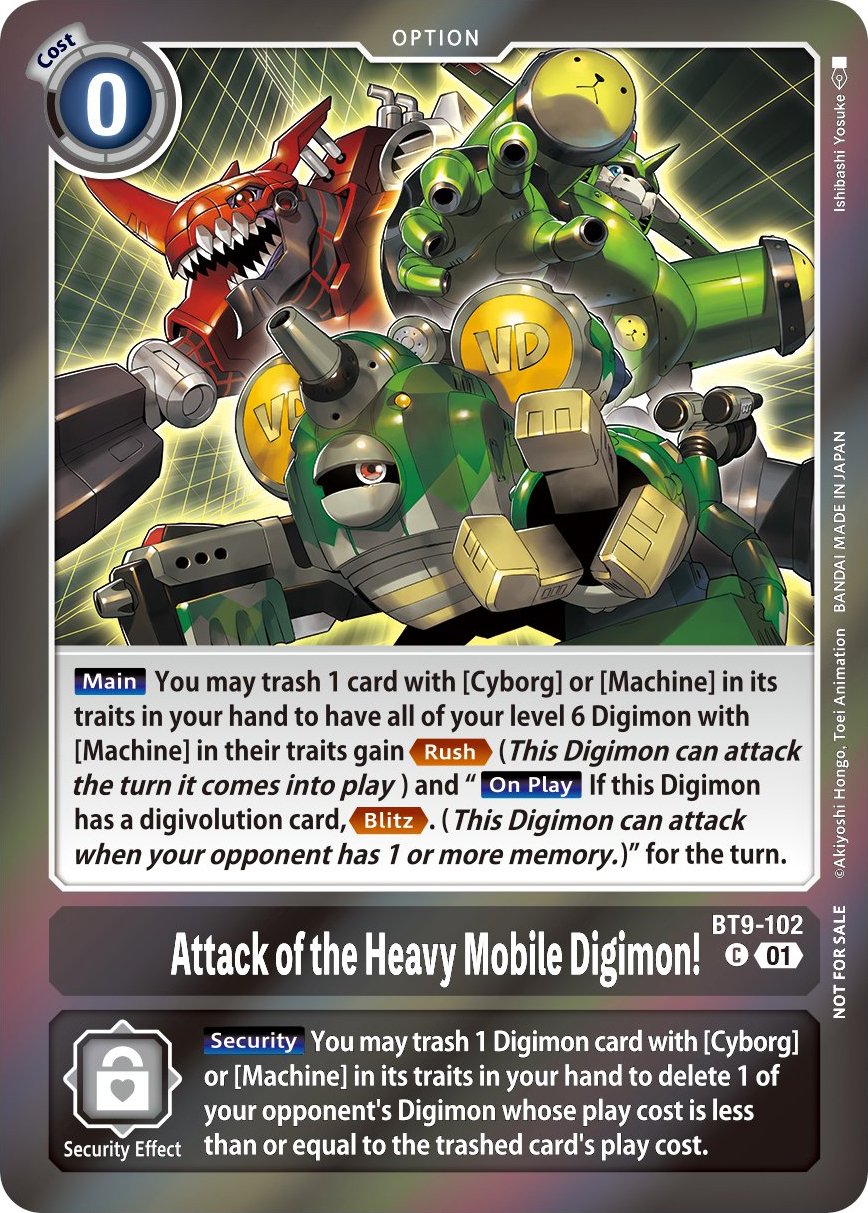 OPTION
Cost
0
Ishibashi Yosuke
VD
VD
Main You may trash 1 card with [Cyborg] or [Machine] in its
traits in your hand to have all of your level 6 Digimon with
[Machine] in their traits gain Rush (This Digimon can attack
the turn it comes into play ) and “ On Play If this Digimon
has a digivolution card, Blitz . (This Digimon can attack
when your opponent has 1 or more memory.)” for the turn.
©Akiyoshi Hongo, Toei Animation BANDAI MADE IN JAPAN
NOT FOR SALE
BT9-102
Attack of the Heavy Mobile Digimon! C 01
Security You may trash 1 Digimon card with [Cyborg]
or [Machine] in its traits in your hand to delete 1 of
your opponent's Digimon whose play cost is less
than or equal to the trashed card's play cost.
Security Effect